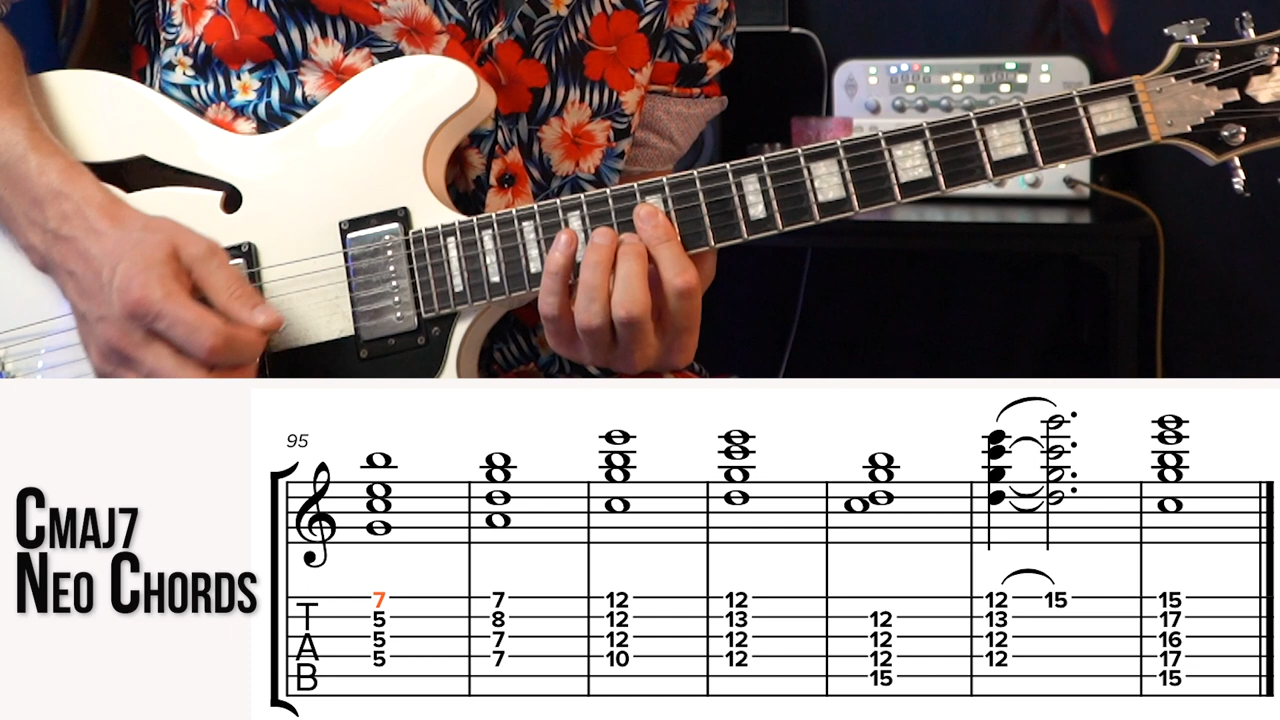 95
CMAJ7
NEO CHORDS
7 7 12 12 12 15 15
T 5 8 12 13 12 13 17
A 5 7 12 12 12 12 16
5 7 10 12 12 12 17
B 15 15